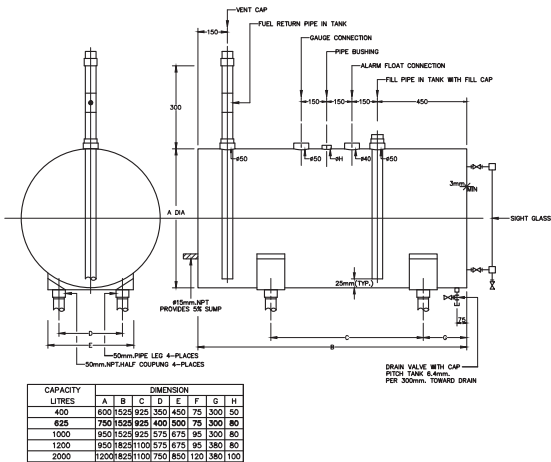 VENT CAP
FUEL RETURN PIPE IN TANK
150
GAUGE CONNECTION
PIPE BUSHING
ALARM FLOAT CONNECTION
FILL PIPE IN TANK WITH FILL CAP
300
150
150
150
450
ø50
ø50
øH
ø40
ø50
A DIA
3mm
MIN
SIGHT GLASS
ø15mm.NPT
PROVIDES 5% SUMP
25mm(TYP.)
F
75
D
E
C
G
B
50mm.PIPE LEG 4-PLACES
50mm.NPT.HALF COUPUNG 4-PLACES
DRAIN VALVE WITH CAP
PITCH TANK 6.4mm.
PER 300mm. TOWARD DRAIN
CAPACITY DIMENSION
LITRES A B C D E F G H
400 600 1525 925 350 450 75 300 50
625 750 1525 925 400 500 75 300 80
1000 950 1525 925 575 675 95 300 80
1200 950 1825 1100 575 675 95 380 80
2000 1200 1825 1100 750 850 120 380 100